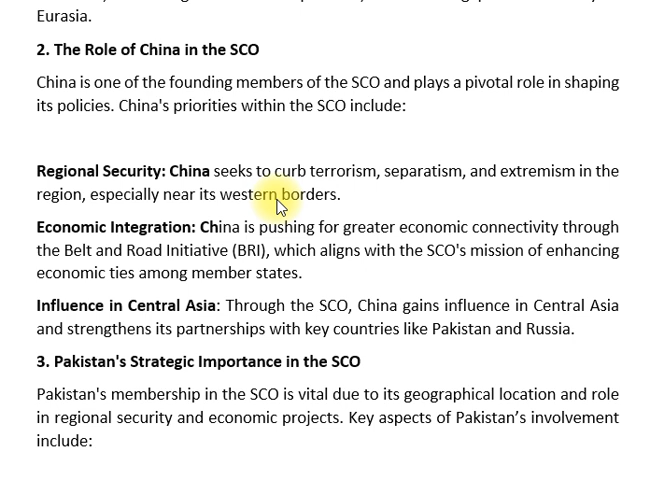 Eurasia.
2. The Role of China in the SCO
China is one of the founding members of the SCO and plays a pivotal role in shaping
its policies. China's priorities within the SCO include:
Regional Security: China seeks to curb terrorism, separatism, and extremism in the
region, especially near its western borders.
Economic Integration: China is pushing for greater economic connectivity through
the Belt and Road Initiative (BRI), which aligns with the SCO's mission of enhancing
economic ties among member states.
Influence in Central Asia: Through the SCO, China gains influence in Central Asia
and strengthens its partnerships with key countries like Pakistan and Russia.
3. Pakistan's Strategic Importance in the SCO
Pakistan's membership in the SCO is vital due to its geographical location and role
in regional security and economic projects. Key aspects of Pakistan’s involvement
include: